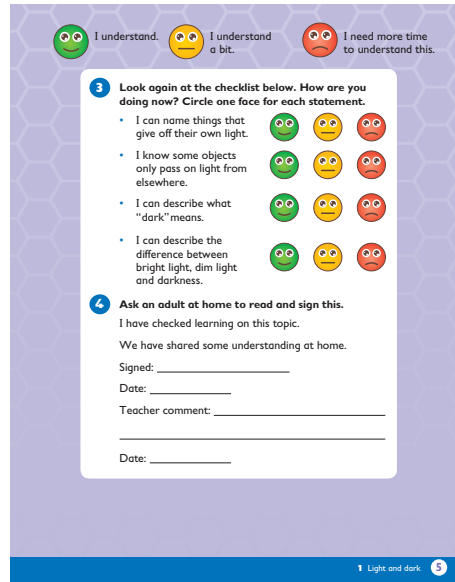 I understand.
I understand
a bit.
I need more time
to understand this.
3 Look again at the checklist below. How are you
doing now? Circle one face for each statement.
• I can name things that
give off their own light.
• I know some objects
only pass on light from
elsewhere.
• I can describe what
“dark” means.
• I can describe the
difference between
bright light, dim light
and darkness.
4 Ask an adult at home to read and sign this.
I have checked learning on this topic.
We have shared some understanding at home.
Signed:
Date:
Teacher comment:
Date:
1 Light and dark 5